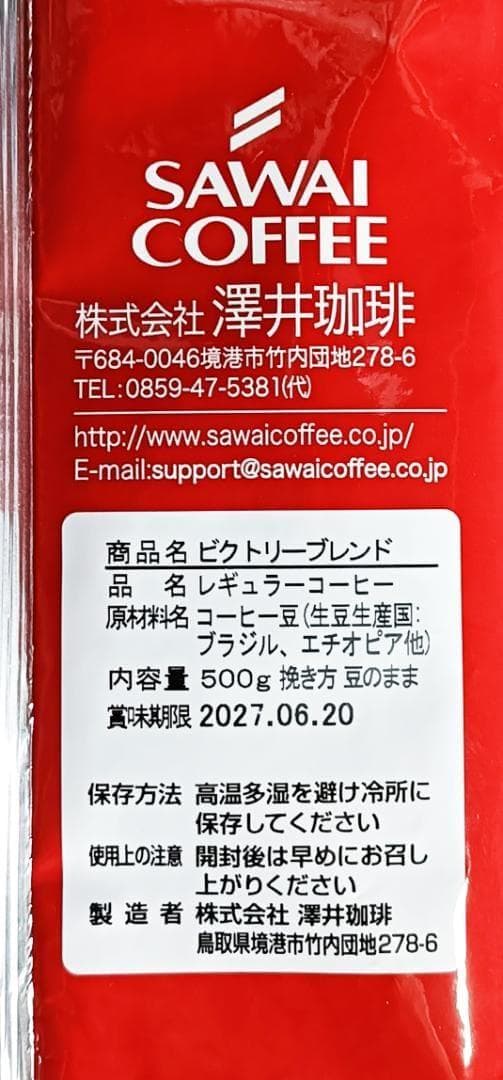 SAWAI
COFFEE
株式会社 澤井珈琲
〒684-0046境港市竹内団地278-6
TEL:0859-47-5381(代)
http://www.sawaicoffee.co.jp/
E-mail:support@sawaicoffee.co.jp
商品名 ビクトリーブレンド
品 名 レギュラーコーヒー
原材料名 コーヒー豆(生豆生産国:
ブラジル、エチオピア他)
内容量 500g 挽き方 豆のまま
賞味期限 2027.06.20
保存方法 高温多湿を避け冷所に
保存してください
使用上の注意 開封後は早めにお召し
上がりください
製造者 株式会社 澤井珈琲
鳥取県境港市竹内団地278-6